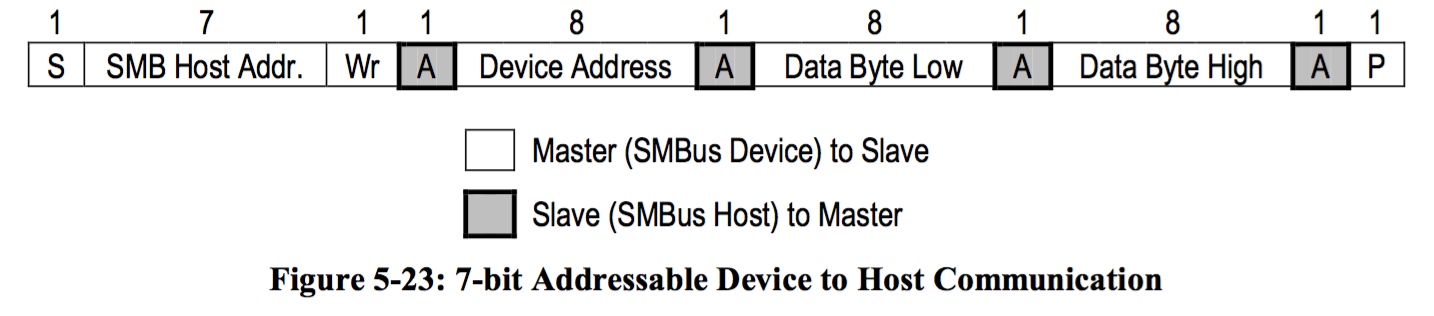 1 7 1 1 8 1 8 1 8 1 1
S SMB Host Addr. Wr A Device Address A Data Byte Low A Data Byte High A P
Master (SMBus Device) to Slave
Slave (SMBus Host) to Master
Figure 5-23: 7-bit Addressable Device to Host Communication